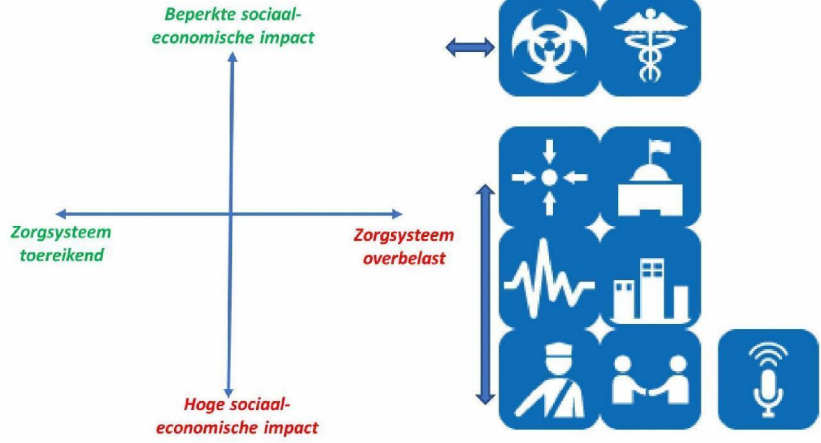 Beperkte sociaal-
economische impact
Zorgsysteem
toereikend
Zorgsysteem
overbelast
Hoge sociaal-
economische impact